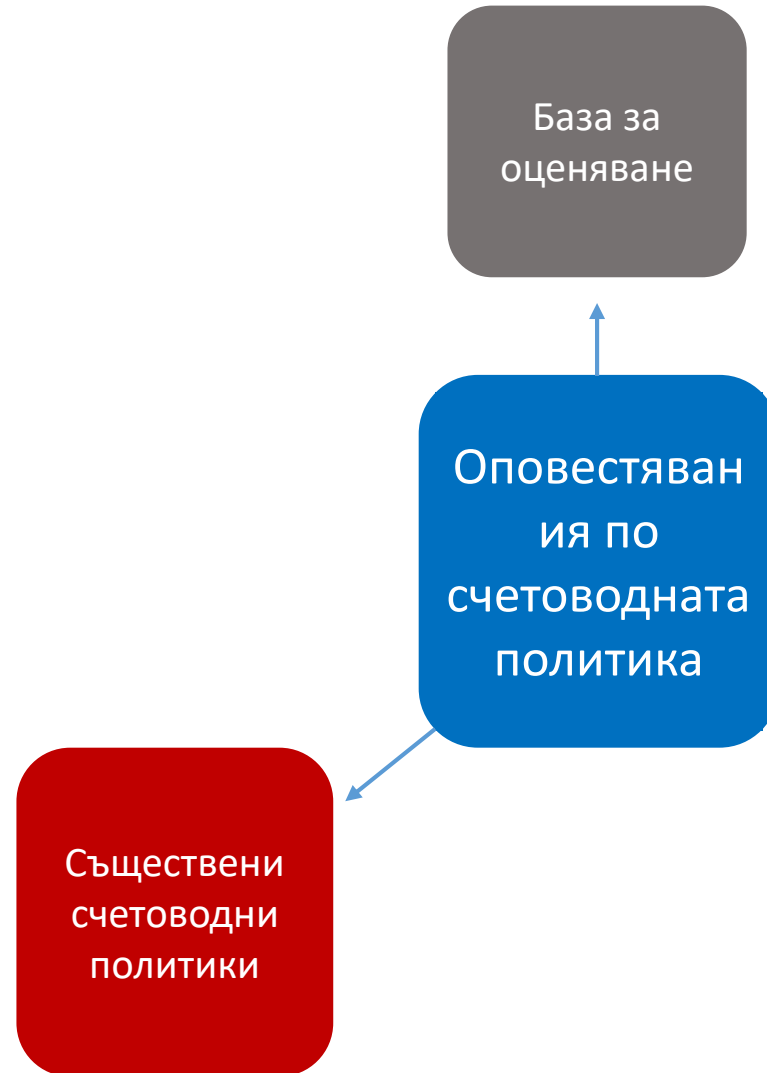 База за
оценяване
Оповестяван
ия по
счетоводната
политика
Съществени
счетоводни
политики